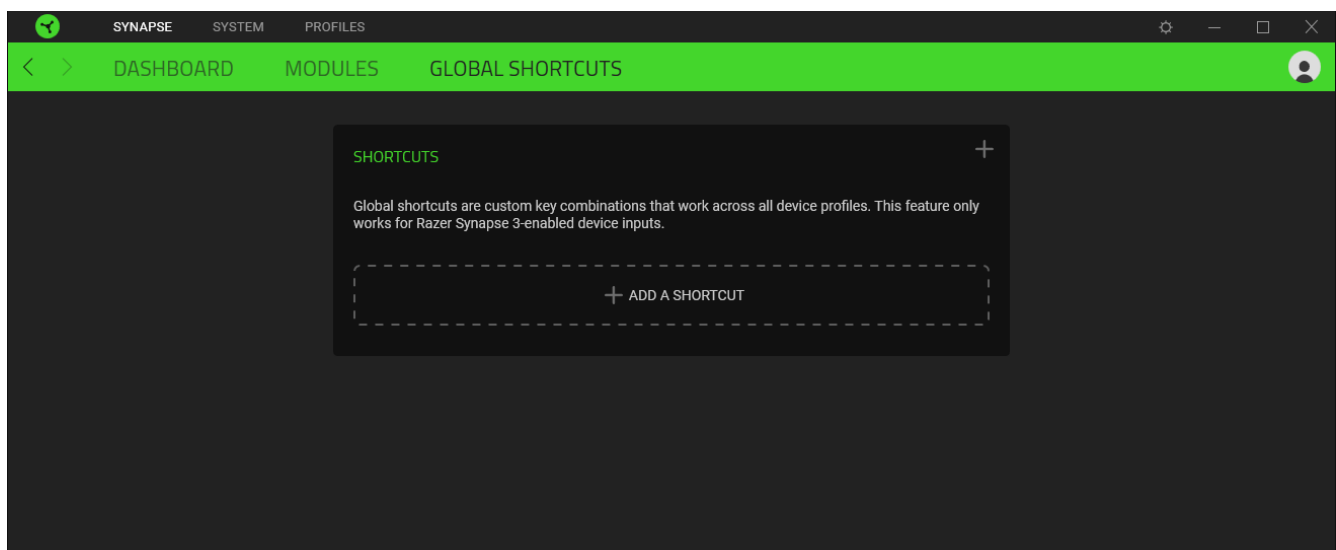 SYNAPSE SYSTEM PROFILES
DASHBOARD MODULES GLOBAL SHORTCUTS
SHORTCUTS
Global shortcuts are custom key combinations that work across all device profiles. This feature only
works for Razer Synapse 3-enabled device inputs.
ADD A SHORTCUT